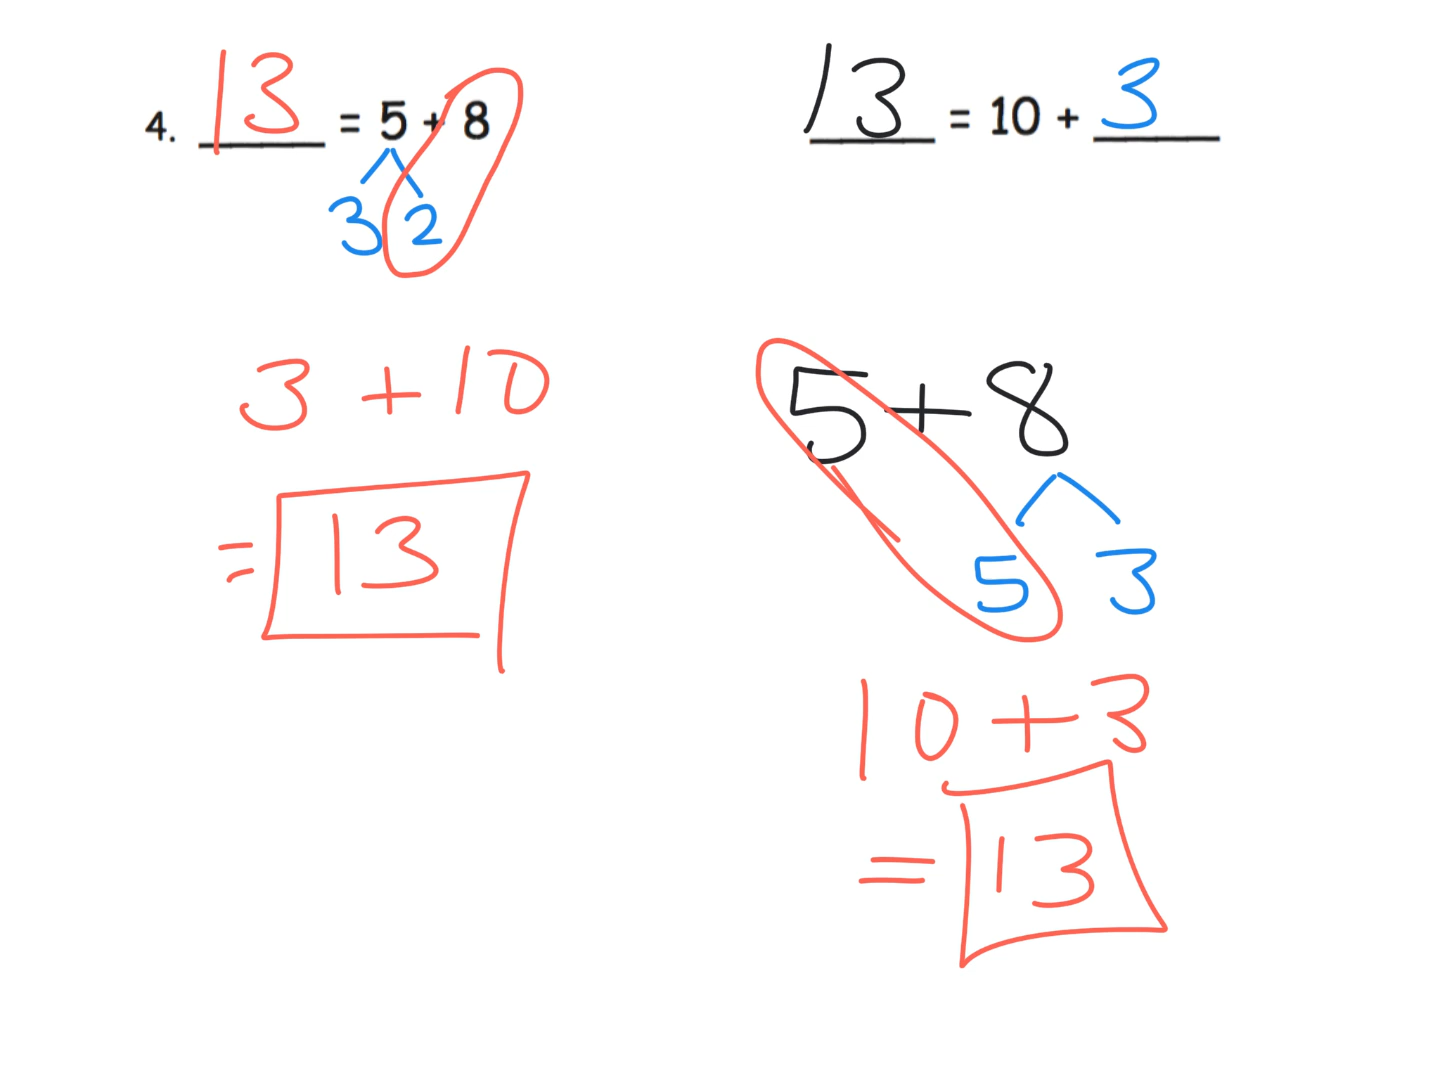 4. 13 = 5 + 8
3 2
3 + 10
= 13
13 = 10 + 3
5 + 8
5 3
10 + 3
= 13